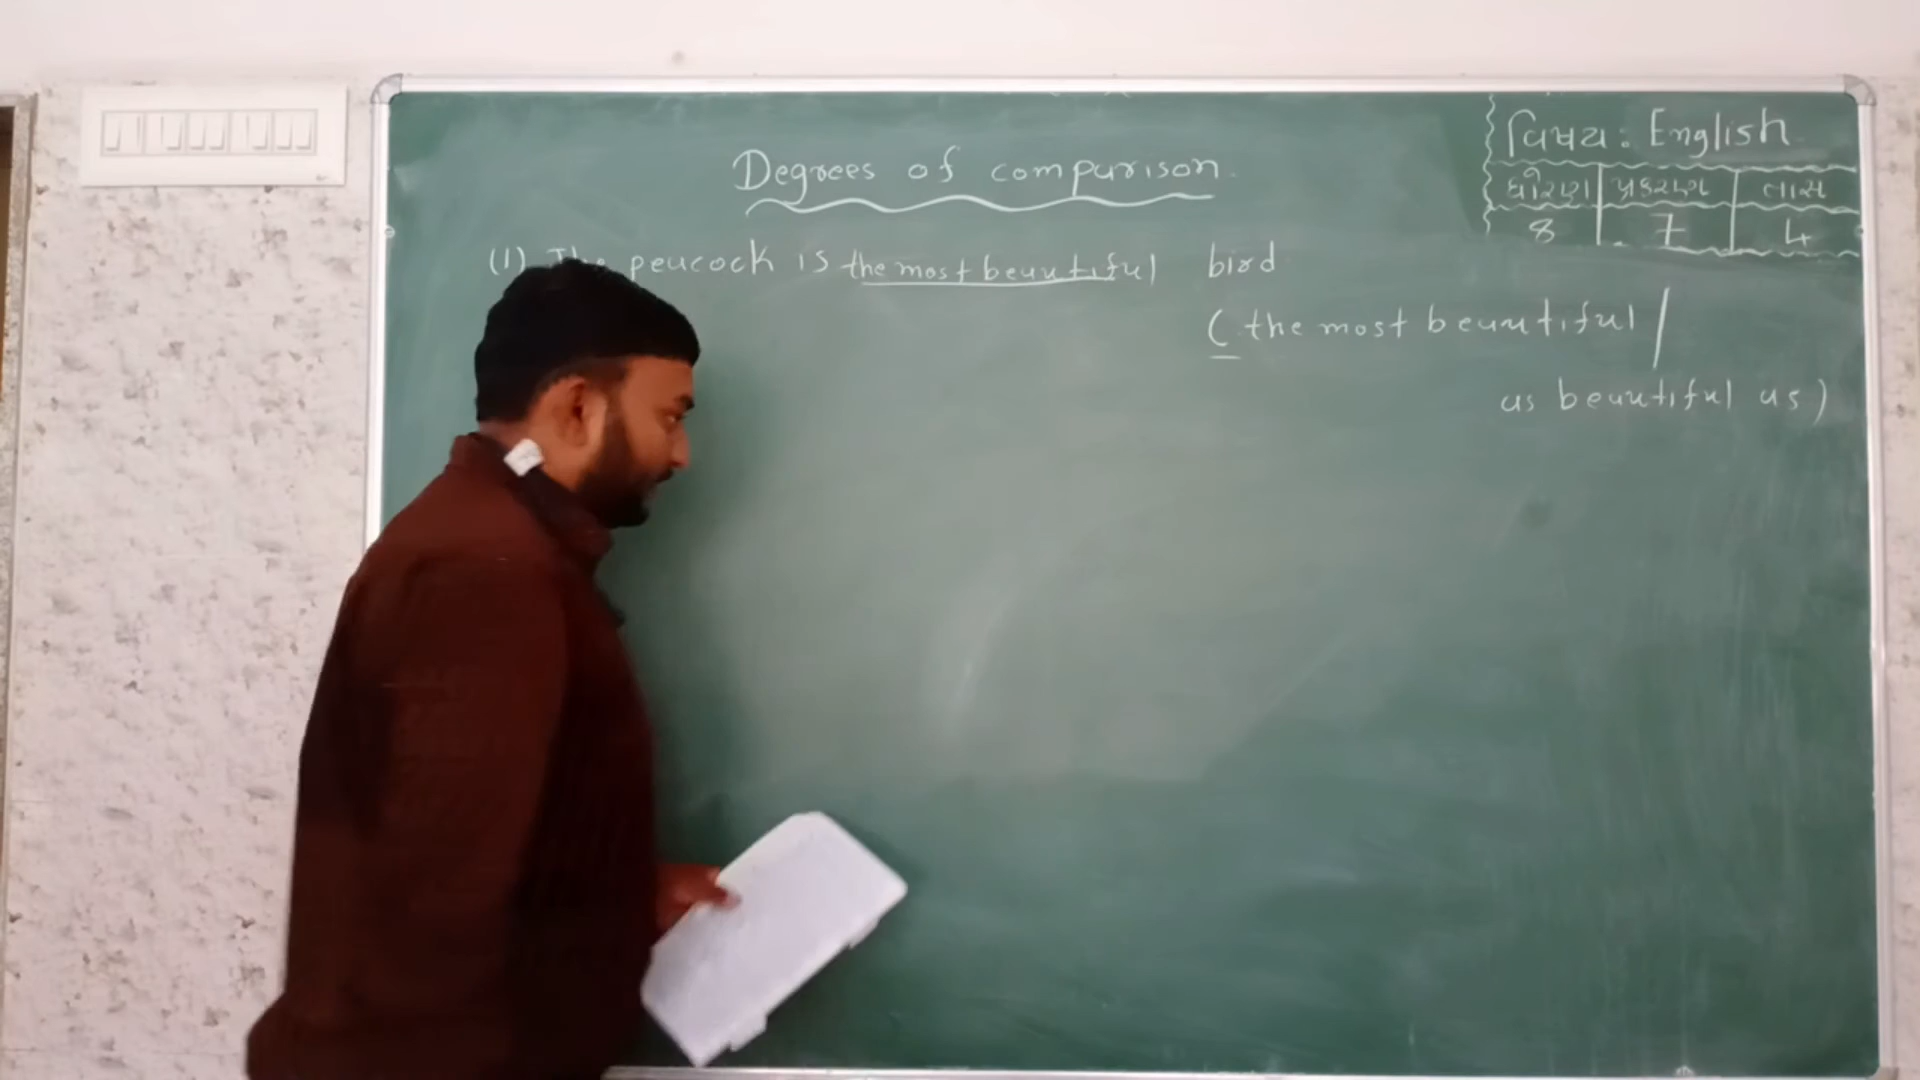 Degrees of comparison.
વિષય: English
ધોરણ પ્રકરણ તાસ
8 7 4
(1) The peacock is the most beautiful bird
(the most beautiful /
as beautiful as)